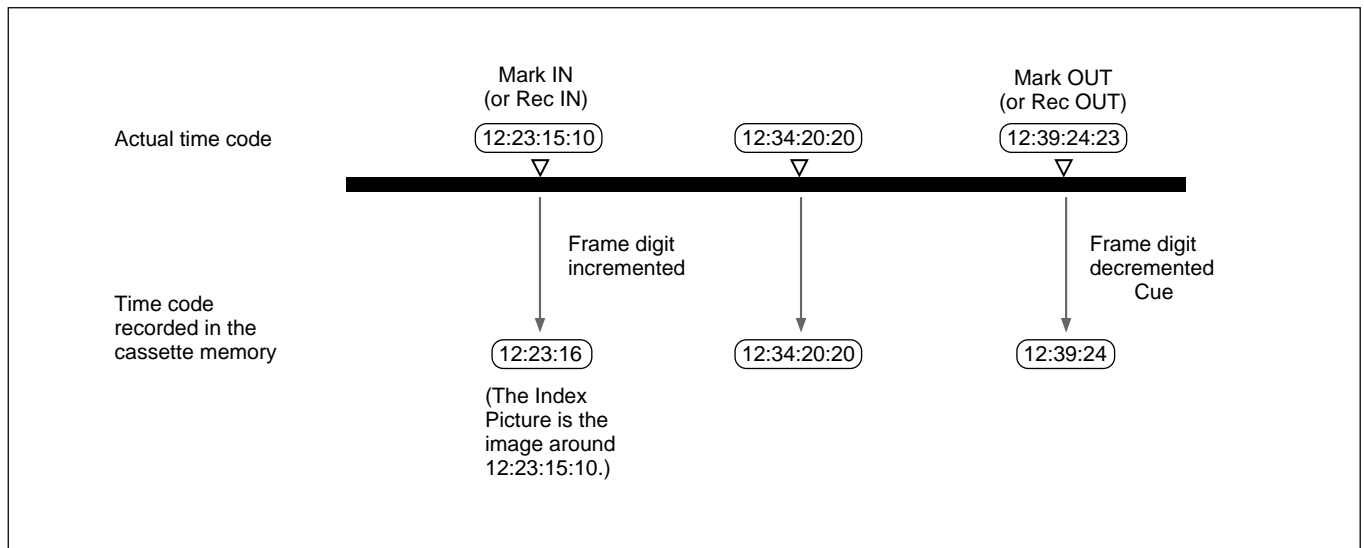 Mark IN
(or Rec IN)
Mark OUT
(or Rec OUT)
Actual time code
12:23:15:10
12:34:20:20
12:39:24:23
Frame digit
incremented
Frame digit
decremented
Cue
Time code
recorded in the
cassette memory
12:23:16
12:34:20:20
12:39:24
(The Index
Picture is the
image around
12:23:15:10.)